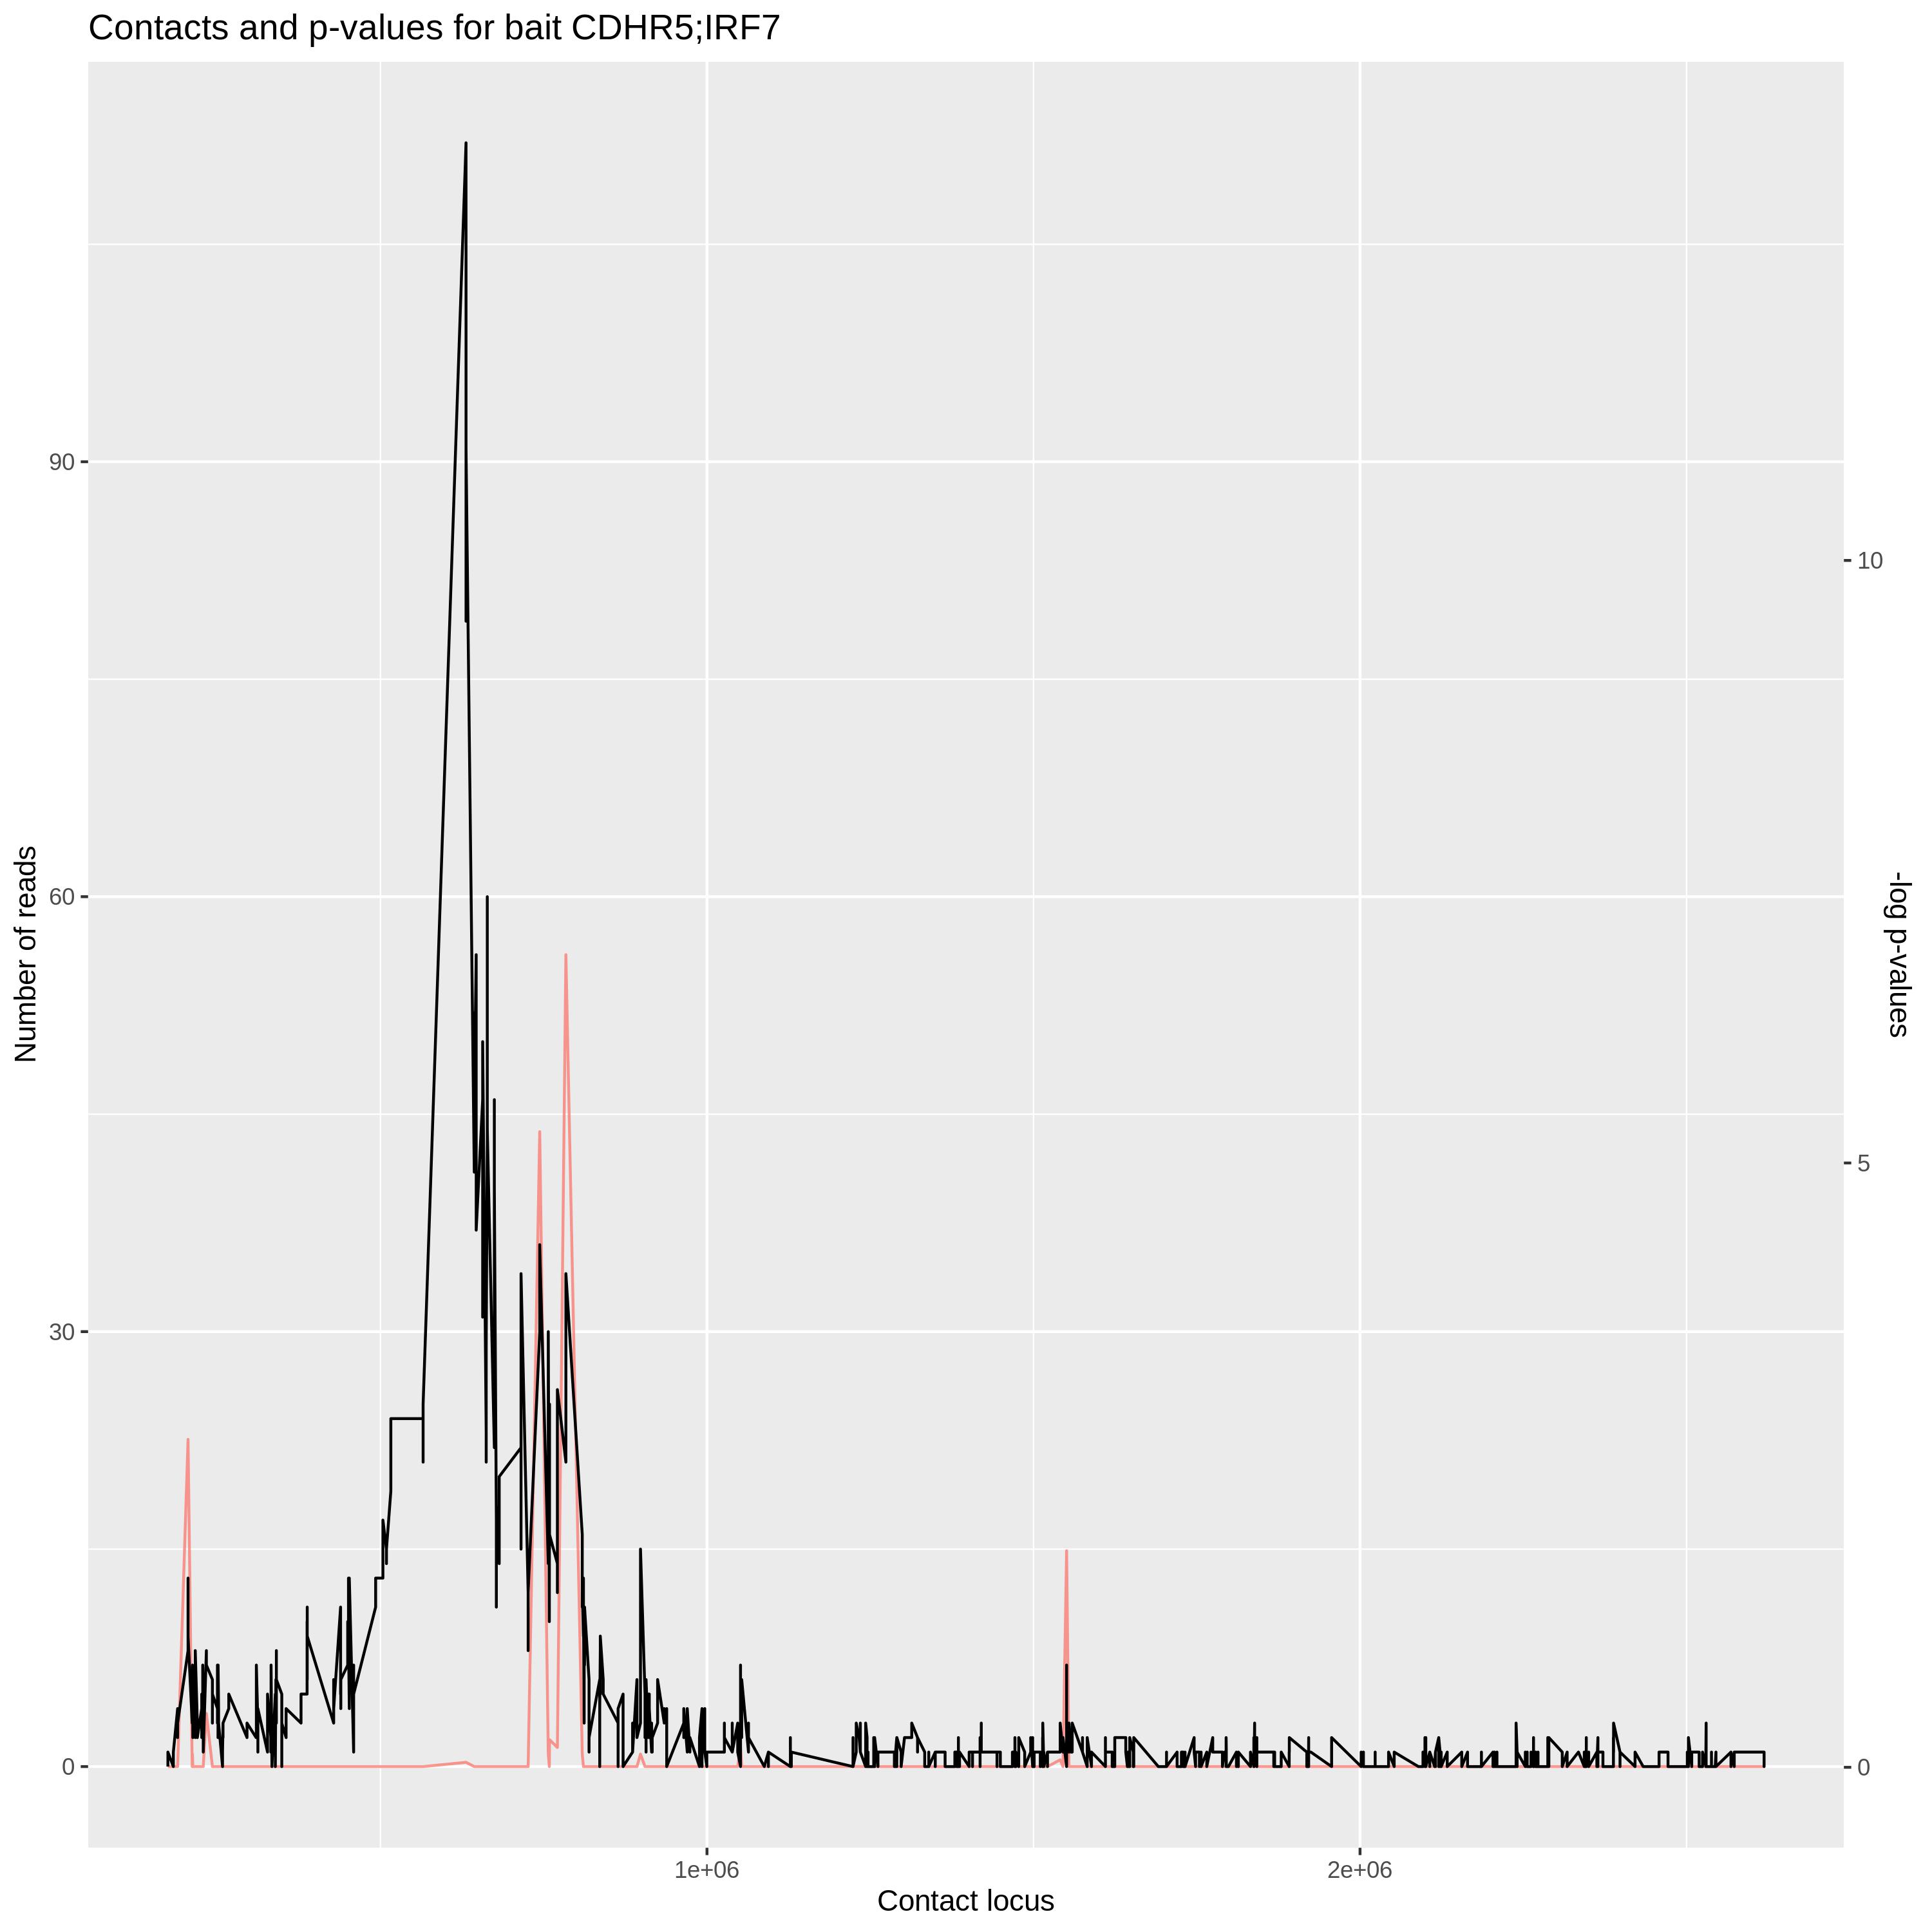 Contacts and p-values for bait CDHR5;IRF7
Number of reads
90
60
30
0
10
5
0
-log p-values
1e+06
2e+06
Contact locus